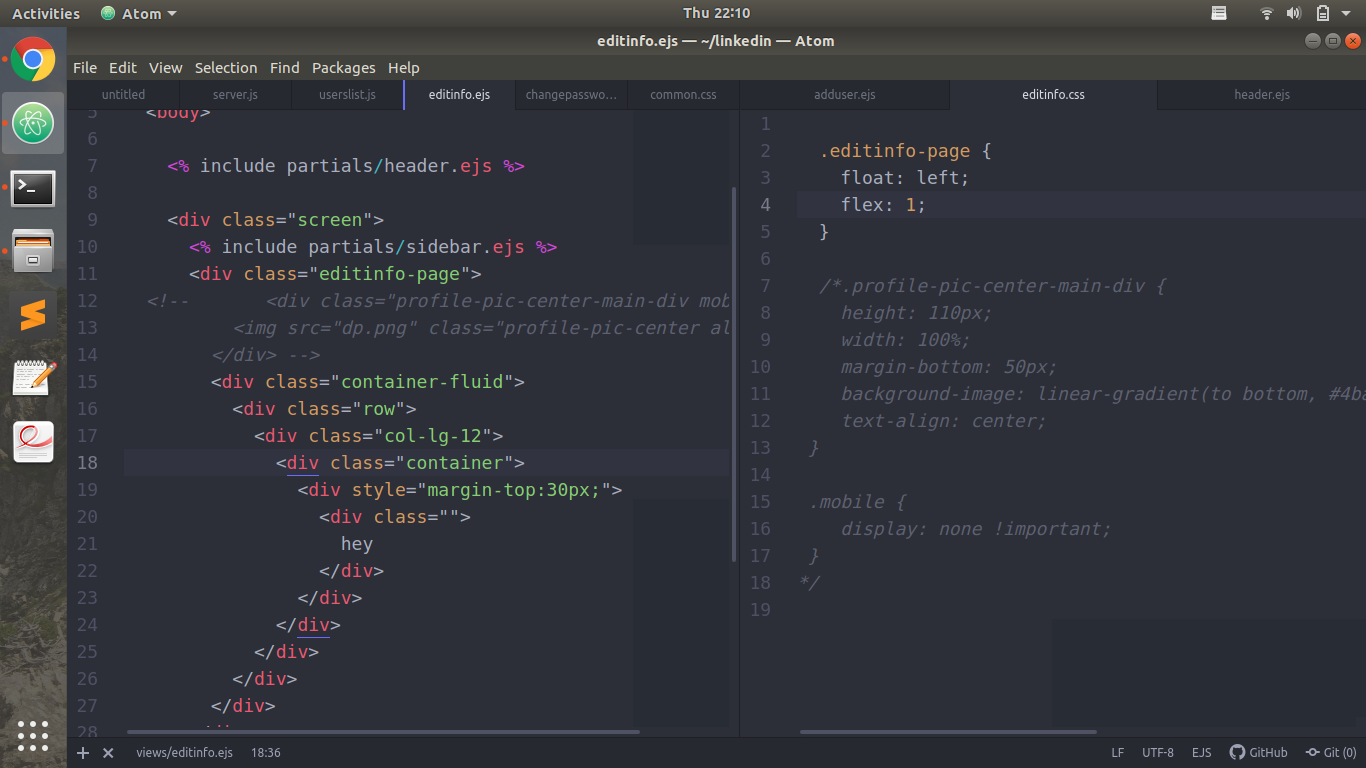 Activities Atom Thu 22:10
editinfo.ejs — ~/linkedin — Atom
File Edit View Selection Find Packages Help
untitled server.js userslist.js editinfo.ejs changepasswo... common.css adduser.ejs editinfo.css header.ejs
5 <body>
6
7 <% include partials/header.ejs %>
8
9 <div class="screen">
10 <% include partials/sidebar.ejs %>
11 <div class="editinfo-page">
12 <!-- <div class="profile-pic-center-main-div mob
13 <img src="dp.png" class="profile-pic-center al
14 </div> -->
15 <div class="container-fluid">
16 <div class="row">
17 <div class="col-lg-12">
18 <div class="container">
19 <div style="margin-top:30px;">
20 <div class="">
21 hey
22 </div>
23 </div>
24 </div>
25 </div>
26 </div>
27 </div>
28
1
2 .editinfo-page {
3 float: left;
4 flex: 1;
5 }
6
7 /*.profile-pic-center-main-div {
8 height: 110px;
9 width: 100%;
10 margin-bottom: 50px;
11 background-image: linear-gradient(to bottom, #4ba
12 text-align: center;
13 }
14
15 .mobile {
16 display: none !important;
17 }
18 */
19
views/editinfo.ejs 18:36 LF UTF-8 EJS GitHub Git (0)